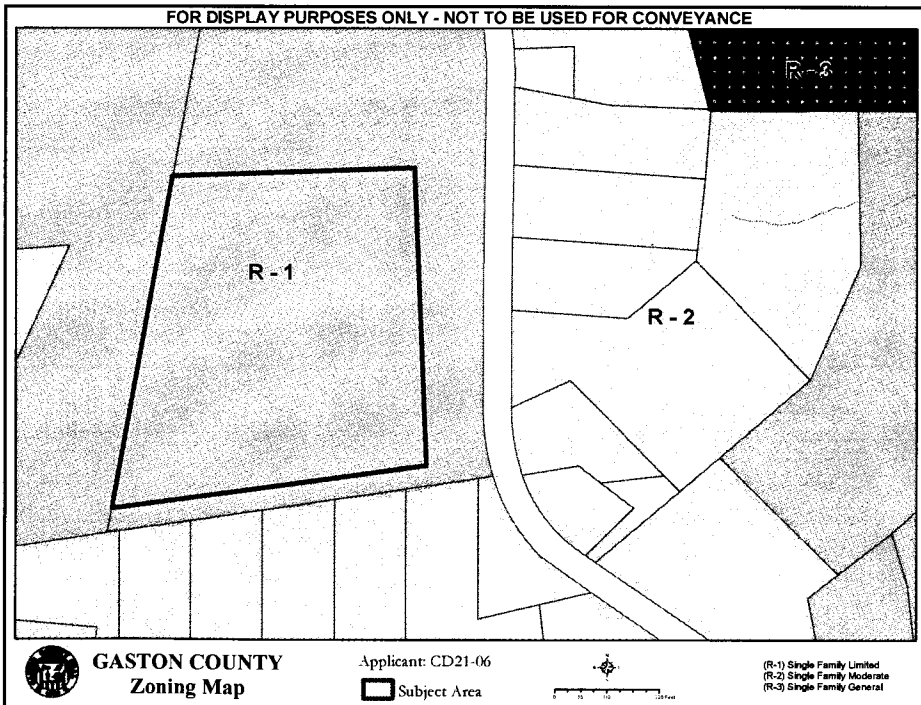 FOR DISPLAY PURPOSES ONLY - NOT TO BE USED FOR CONVEYANCE
R - 3
R - 1
R - 2
GASTON COUNTY
Zoning Map
Applicant: CD21-06
Subject Area
(R-1) Single Family Limited
(R-2) Single Family Moderate
(R-3) Single Family General